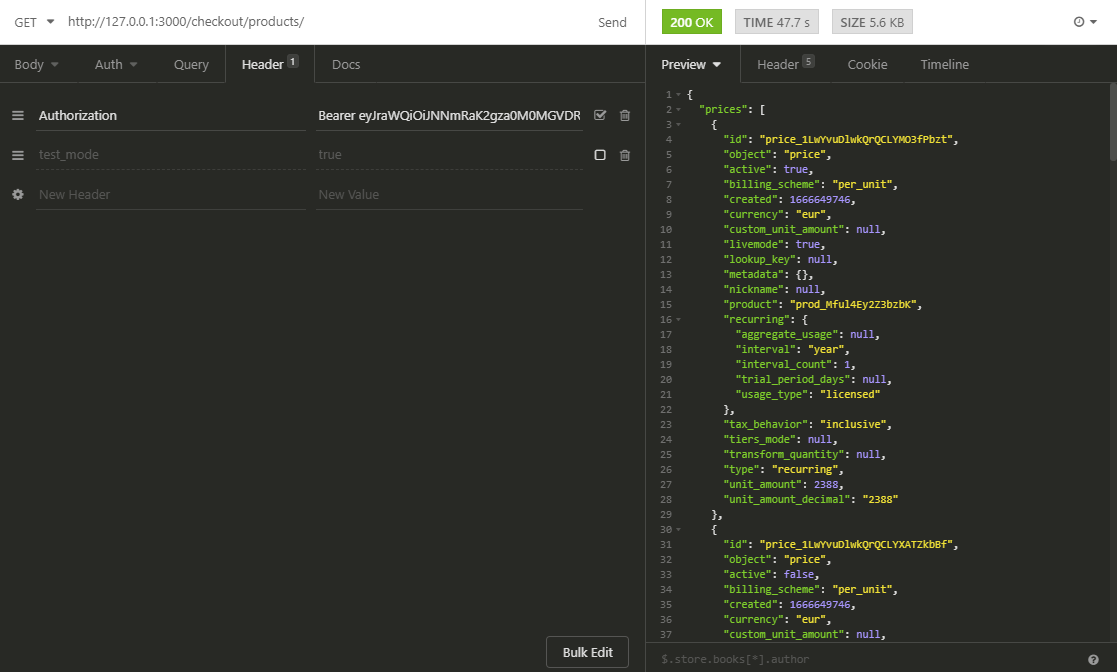 GET http://127.0.0.1:3000/checkout/products/ Send 200 OK TIME 47.7 s SIZE 5.6 KB
Body Auth Query Header 1 Docs Preview Header 5 Cookie Timeline
Authorization Bearer eyJraWQiOiJNNmRaK2gza0M0MGVDR
test_mode true
New Header New Value
Bulk Edit
1 {
2 "prices": [
3 {
4 "id": "price_1LwYvuDlwkQrQCLYMO3fPbzt",
5 "object": "price",
6 "active": true,
7 "billing_scheme": "per_unit",
8 "created": 1666649746,
9 "currency": "eur",
10 "custom_unit_amount": null,
11 "livemode": true,
12 "lookup_key": null,
13 "metadata": {},
14 "nickname": null,
15 "product": "prod_Mful4Ey2Z3bzbK",
16 "recurring": {
17 "aggregate_usage": null,
18 "interval": "year",
19 "interval_count": 1,
20 "trial_period_days": null,
21 "usage_type": "licensed"
22 },
23 "tax_behavior": "inclusive",
24 "tiers_mode": null,
25 "transform_quantity": null,
26 "type": "recurring",
27 "unit_amount": 2388,
28 "unit_amount_decimal": "2388"
29 },
30 {
31 "id": "price_1LwYvuDlwkQrQCLYXATZkbBf",
32 "object": "price",
33 "active": false,
34 "billing_scheme": "per_unit",
35 "created": 1666649746,
36 "currency": "eur",
37 "custom_unit_amount": null,
$.store.books[*].author